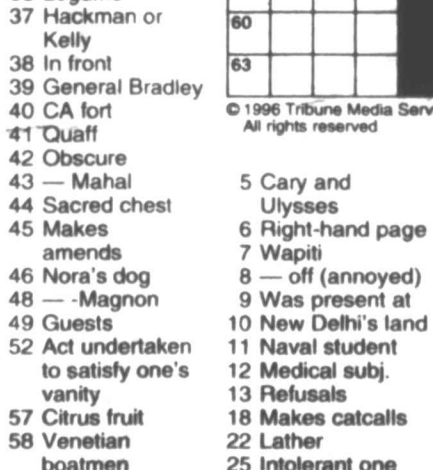 37 Hackman or
Kelly
38 In front
39 General Bradley
40 CA fort
41 Quaff
42 Obscure
43 — Mahal
44 Sacred chest
45 Makes
amends
46 Nora's dog
48 — -Magnon
49 Guests
52 Act undertaken
to satisfy one's
vanity
57 Citrus fruit
58 Venetian
boatmen
60
63
© 1996 Tribune Media Serv
All rights reserved
5 Cary and
Ulysses
6 Right-hand page
7 Wapiti
8 — off (annoyed)
9 Was present at
10 New Delhi's land
11 Naval student
12 Medical subj.
13 Refusals
18 Makes catcalls
22 Lather
25 Intolerant one